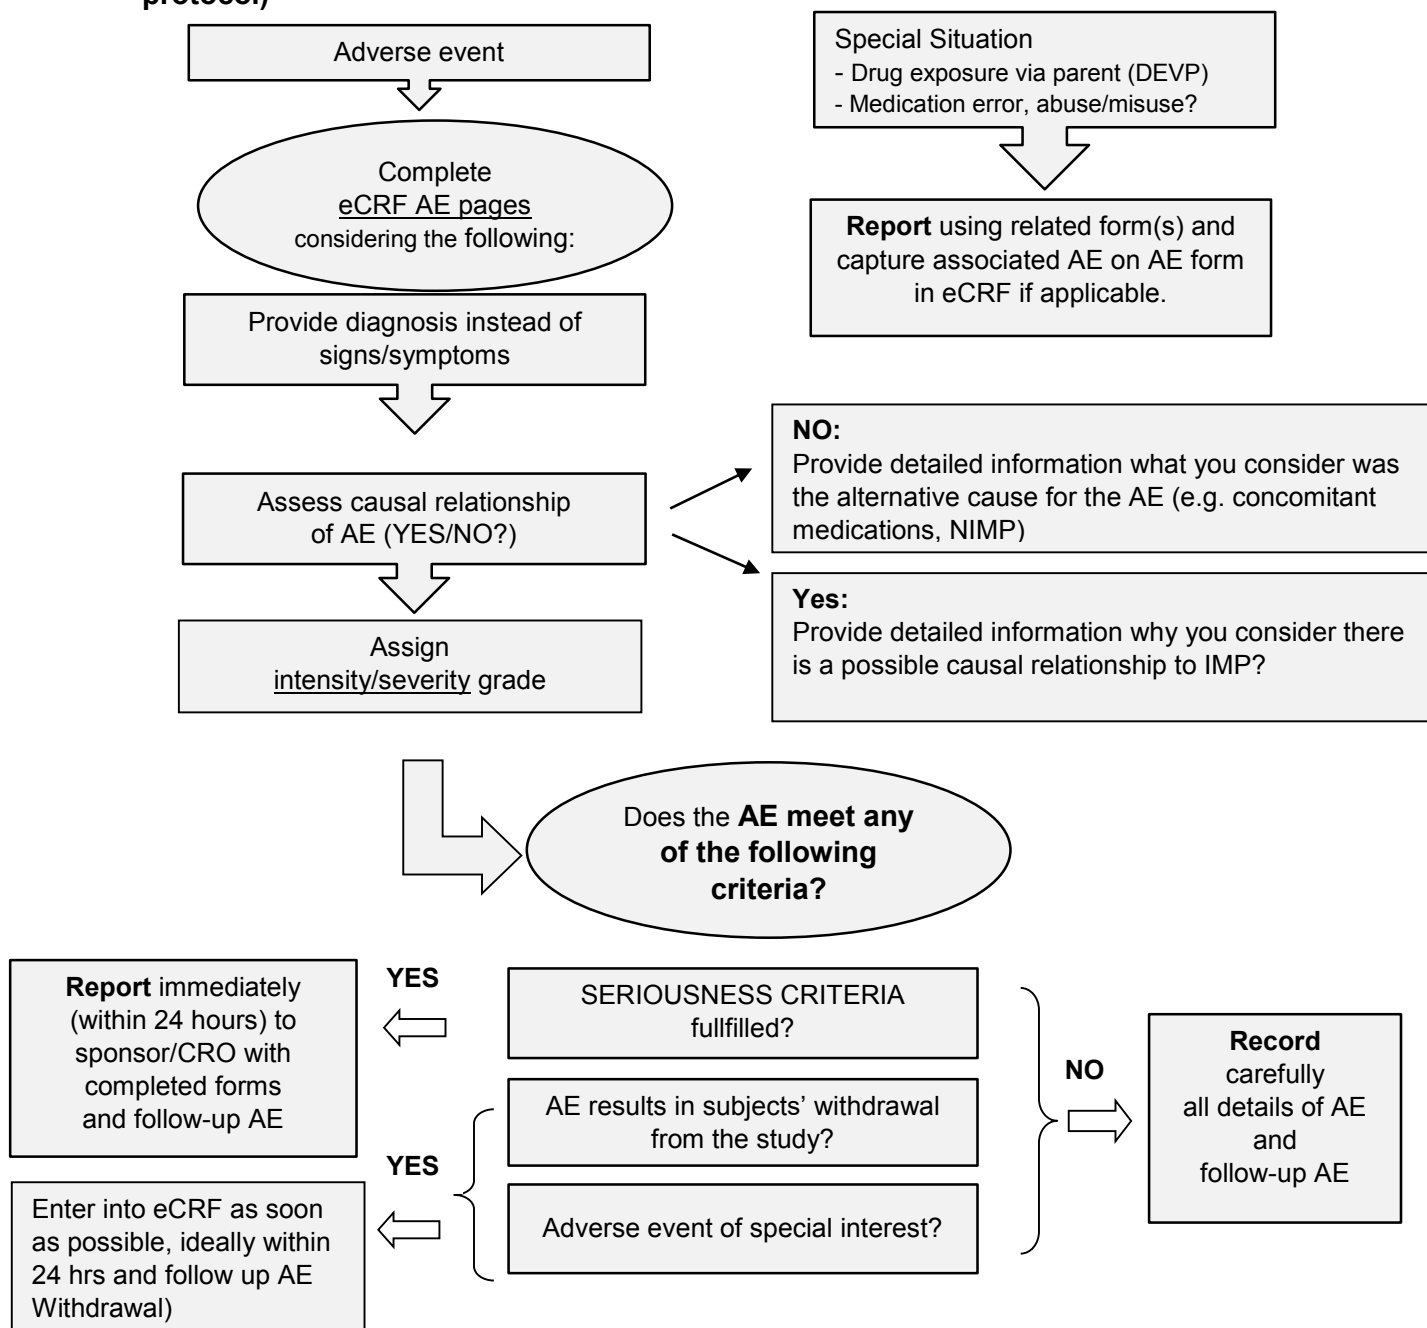 protocol)
Adverse event
Special Situation
- Drug exposure via parent (DEVP)
- Medication error, abuse/misuse?
Complete
eCRF AE pages
considering the following:
Report using related form(s) and
capture associated AE on AE form
in eCRF if applicable.
Provide diagnosis instead of
signs/symptoms
Assess causal relationship
of AE (YES/NO?)
NO:
Provide detailed information what you consider was
the alternative cause for the AE (e.g. concomitant
medications, NIMP)
Yes:
Provide detailed information why you consider there
is a possible causal relationship to IMP?
Assign
intensity/severity grade
Does the AE meet any
of the following
criteria?
SERIOUSNESS CRITERIA
fullfilled?
YES
Report immediately
(within 24 hours) to
sponsor/CRO with
completed forms
and follow-up AE
AE results in subjects’ withdrawal
from the study?
Adverse event of special interest?
YES
Enter into eCRF as soon
as possible, ideally within
24 hrs and follow up AE
Withdrawal)
NO
Record
carefully
all details of AE
and
follow-up AE